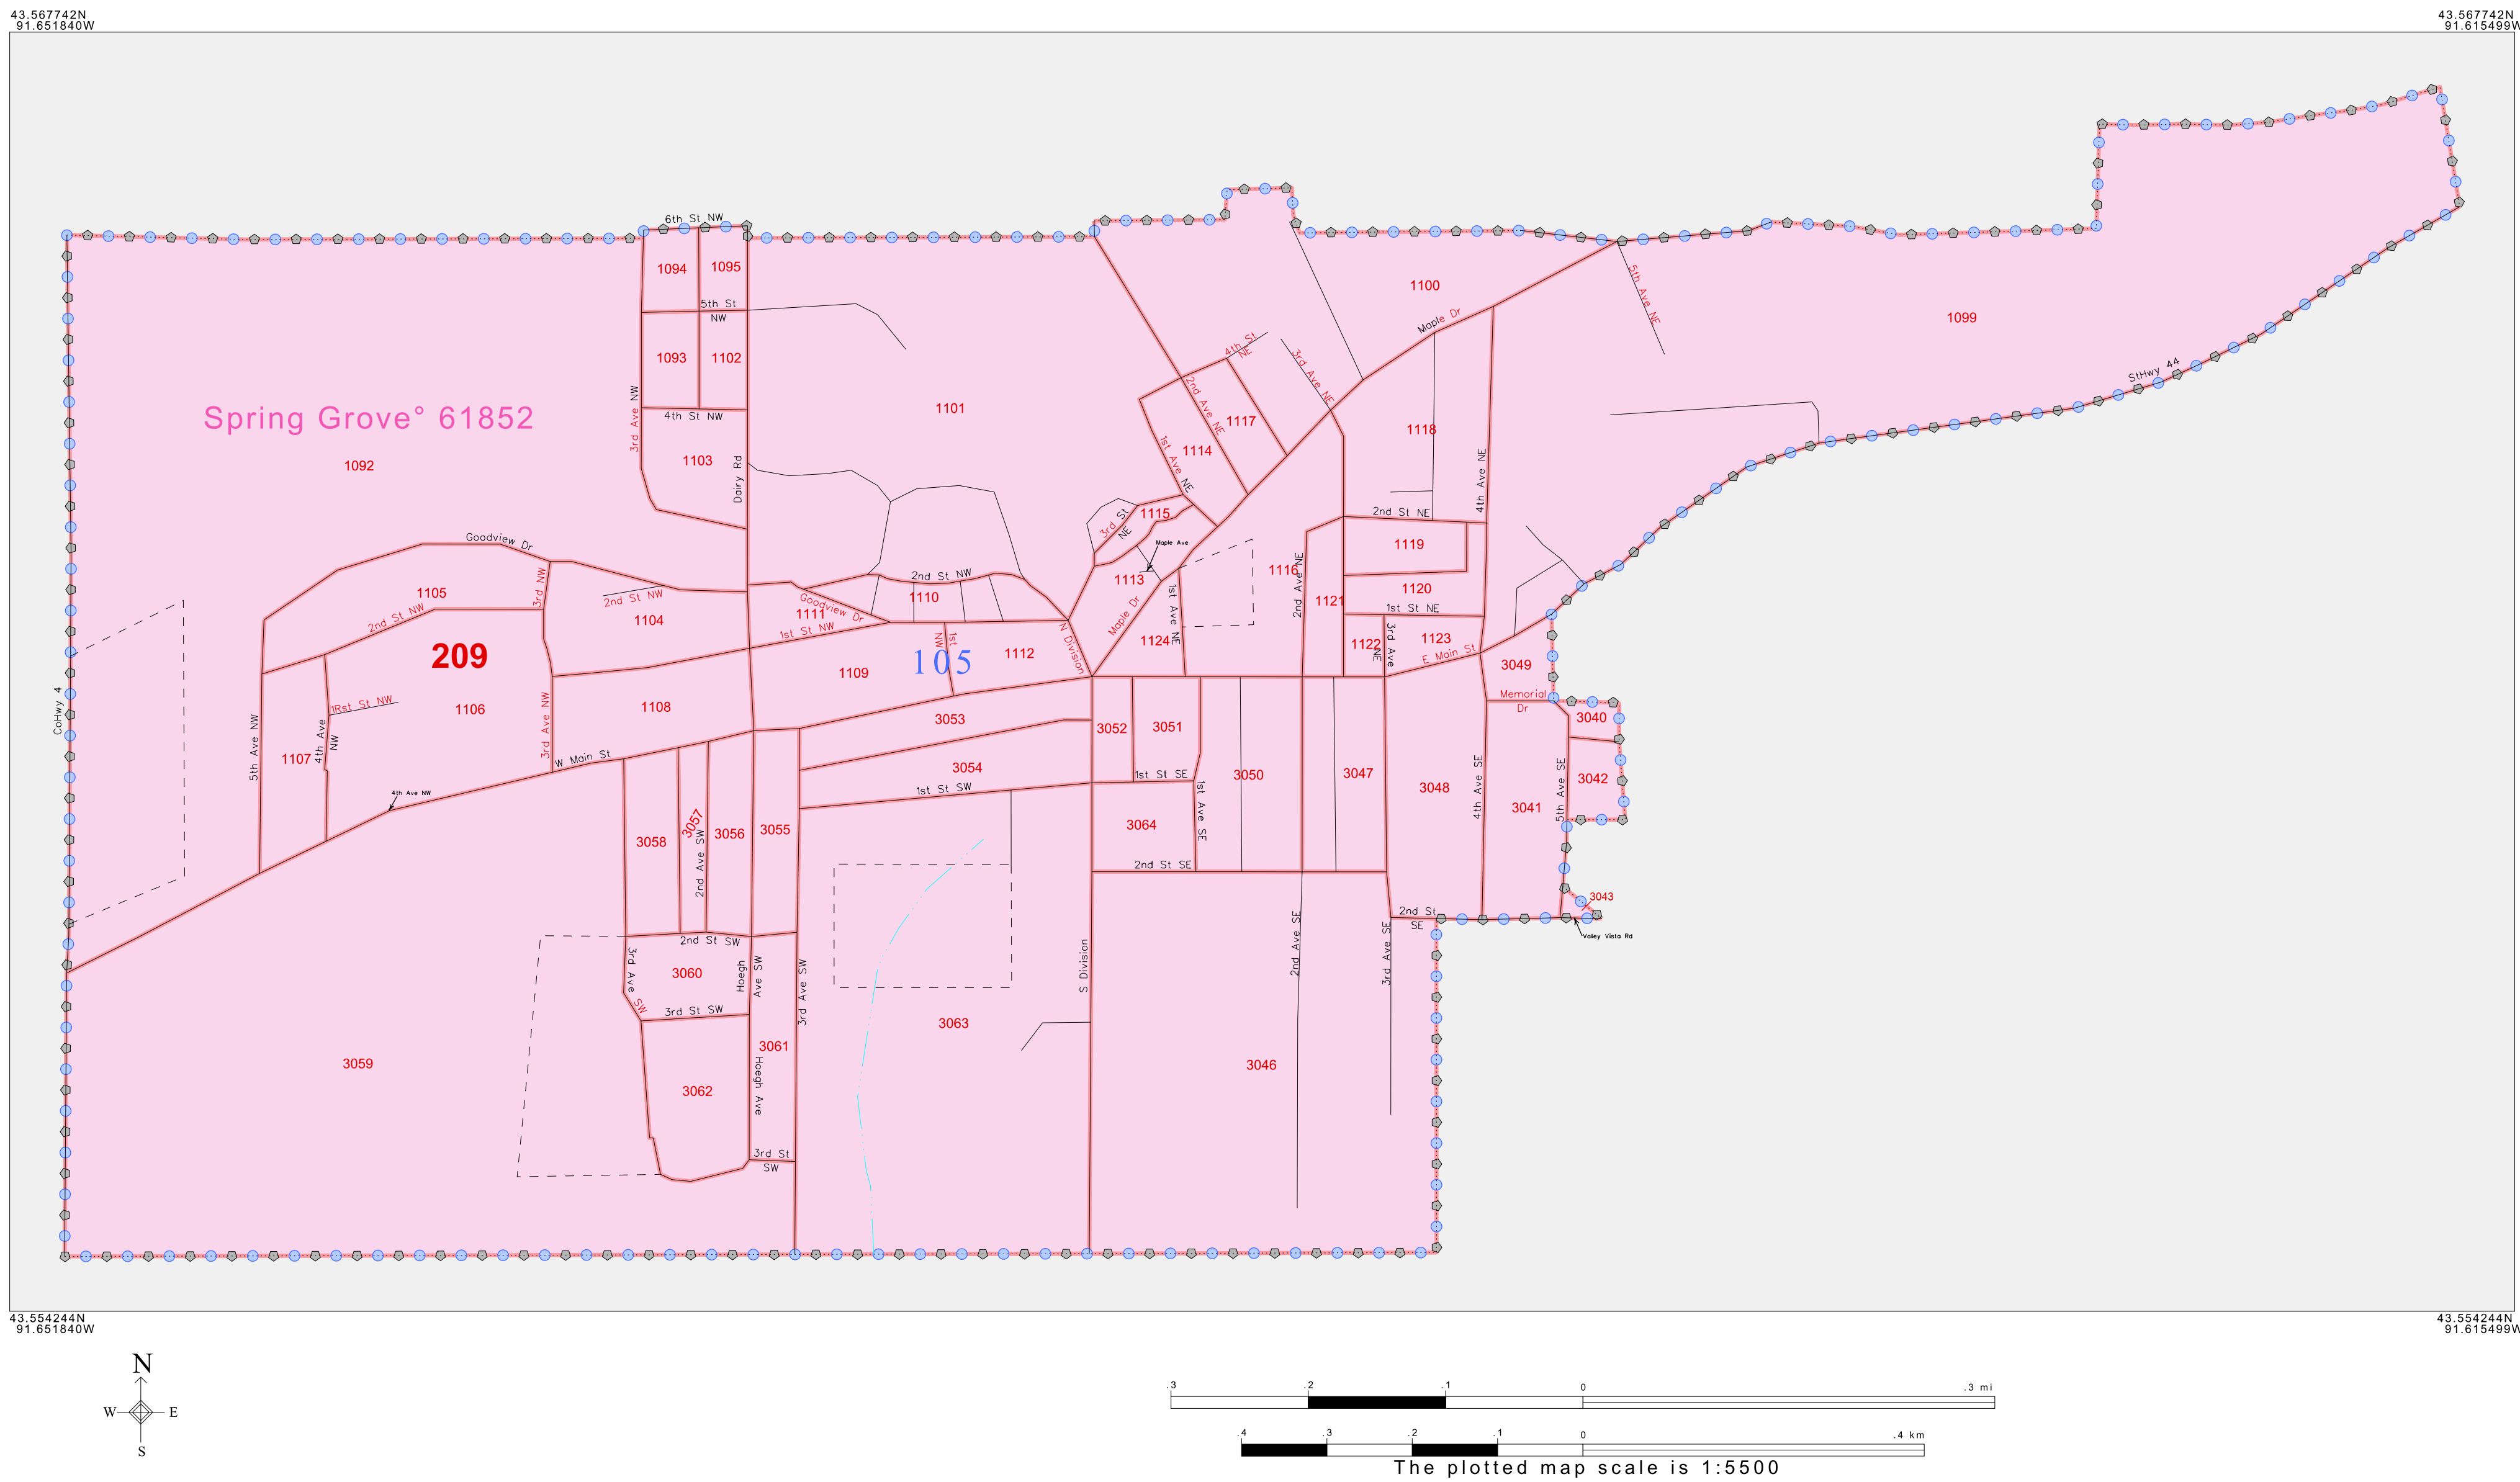 43.567742N
91.651840W
43.567742N
91.615499W
6th St NW
1094
1095
5th St
NW
1093
1102
3rd Ave NW
4th St NW
1103
Dairy Rd
Spring Grove° 61852
1092
1101
1100
Maple Dr
5th Ave NE
1099
StHwy 44
4th St
NE
3rd Ave NE
2nd Ave NE
1117
1114
1st Ave NE
1118
4th Ave NE
3rd St
NE
1115
Maple Ave
1113
2nd St NE
1119
1116
2nd Ave NE
1120
1121
1st St NE
Goodview Dr
1105
3rd NW
2nd St NW
2nd St NW
1104
2nd St NW
1110
Goodview Dr
1111
1st St NW
1st
NW
1112
N Division
Maple Dr
1st Ave NE
1124
1122
3rd Ave
NE
1123
E Main St
3049
209
105
1109
CoHwy 4
1Rst St NW
1106
3rd Ave NW
1108
3053
3052
3051
Memorial
Dr
3040
5th Ave NW
1107
4th Ave
NW
W Main St
3054
1st St SE
3050
3047
3048
4th Ave SE
3041
5th Ave SE
3042
4th Ave NW
1st St SW
1st Ave SE
3058
3057
2nd Ave SW
3056
3055
3064
2nd St SE
3043
2nd St
SE
Valley Vista Rd
2nd St SW
3rd Ave
SW
3060
Hoegh
Ave SW
3rd Ave SW
S Division
2nd Ave SE
3rd Ave SE
3rd St SW
3063
3061
3059
3062
Hoegh Ave
3046
3rd St
SW
43.554244N
91.651840W
43.554244N
91.615499W
N
W
E
S
.3
.2
.1
0
.3 mi
.4
.3
.2
.1
0
.4 km
The plotted map scale is 1:5500